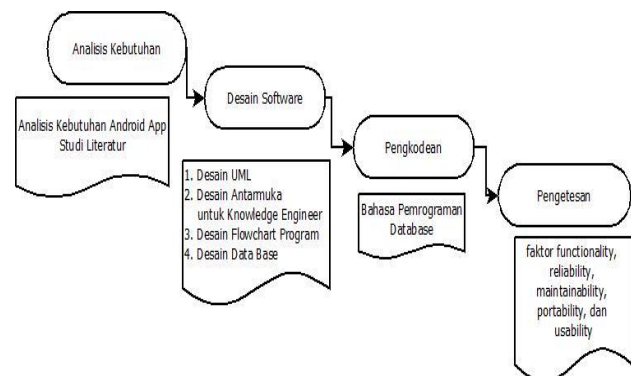 Analisis Kebutuhan
Analisis Kebutuhan Android App
Studi Literatur
Desain Software
1. Desain UML
2. Desain Antarmuka
untuk Knowledge Engineer
3. Desain Flowchart Program
4. Desain Data Base
Pengkodean
Bahasa Pemrograman
Database
Pengetesan
faktor functionality,
reliability,
maintainability,
portability, dan
usability